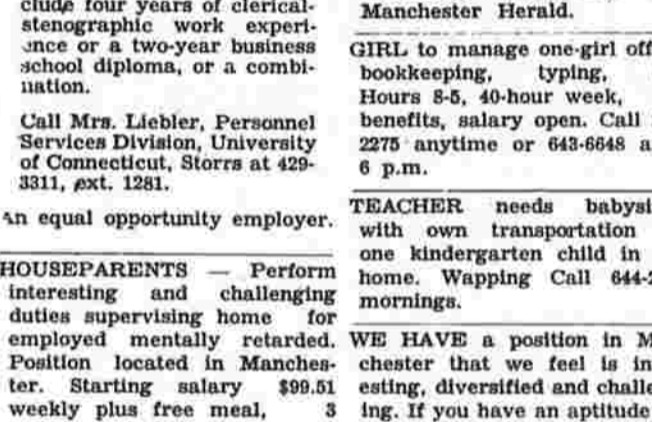 clude four years of clerical-
stenographic work experi-
ence or a two-year business
school diploma, or a combi-
nation.
Call Mrs. Liebler, Personnel
Services Division, University
of Connecticut, Storrs at 429-
3311, ext. 1281.
An equal opportunity employer.
HOUSEPARENTS — Perform
interesting and challenging
duties supervising home for
employed mentally retarded.
Position located in Manches-
ter. Starting salary $99.51
weekly plus free meal, 3
Manchester Herald.
GIRL to manage one-girl off
bookkeeping, typing,
Hours 8-5, 40-hour week,
benefits, salary open. Call
2275 anytime or 643-6648 a
6 p.m.
TEACHER needs babysi
with own transportation
one kindergarten child in
home. Wapping Call 644-2
mornings.
WE HAVE a position in M
chester that we feel is in
esting, diversified and challe
ing. If you have an aptitude